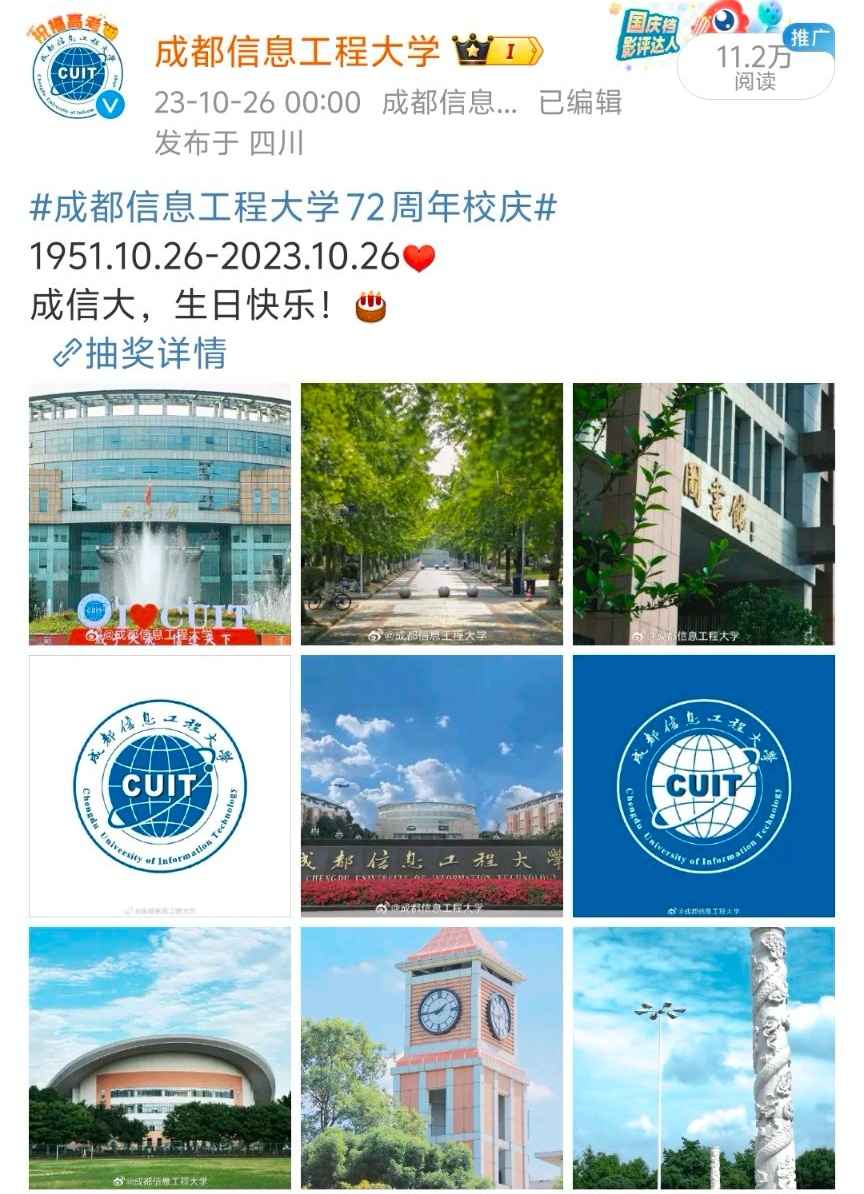 祝福高考
成都信息工程大学
CUIT
成都信息工程大学 I
国庆档
影评达人
推广
11.2万
阅读
23-10-26 00:00 成都信息... 已编辑
发布于 四川
#成都信息工程大学72周年校庆#
1951.10.26-2023.10.26
成信大，生日快乐！
抽奖详情
图书馆
I CUIT
@成都信息工程大学
@成都信息工程大学
图书馆
@成都信息工程大学
成都信息工程大学
CUIT
Chengdu University of Information Technology
@成都信息工程大学
成都信息工程大学
CHENGDU UNIVERSITY OF INFORMATION TECHNOLOGY
@成都信息工程大学
成都信息工程大学
CUIT
Chengdu University of Information Technology
@成都信息工程大学
@成都信息工程大学